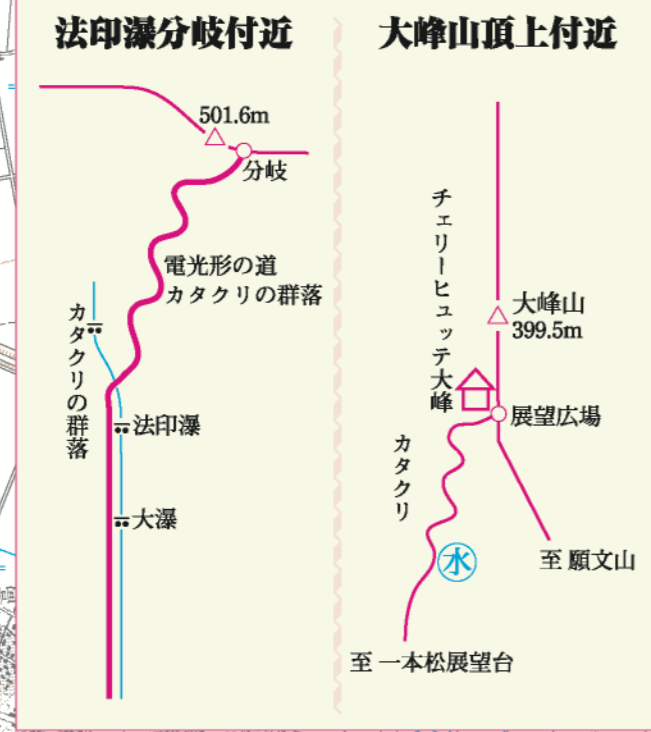 法印瀑分岐付近
501.6m
分岐
電光形の道
カタクリの群落
カタクリの群落
法印瀑
大瀑
大峰山頂上付近
チェリーヒュッテ大峰
大峰山
399.5m
展望広場
カタクリ
水
至 願文山
至 一本松展望台